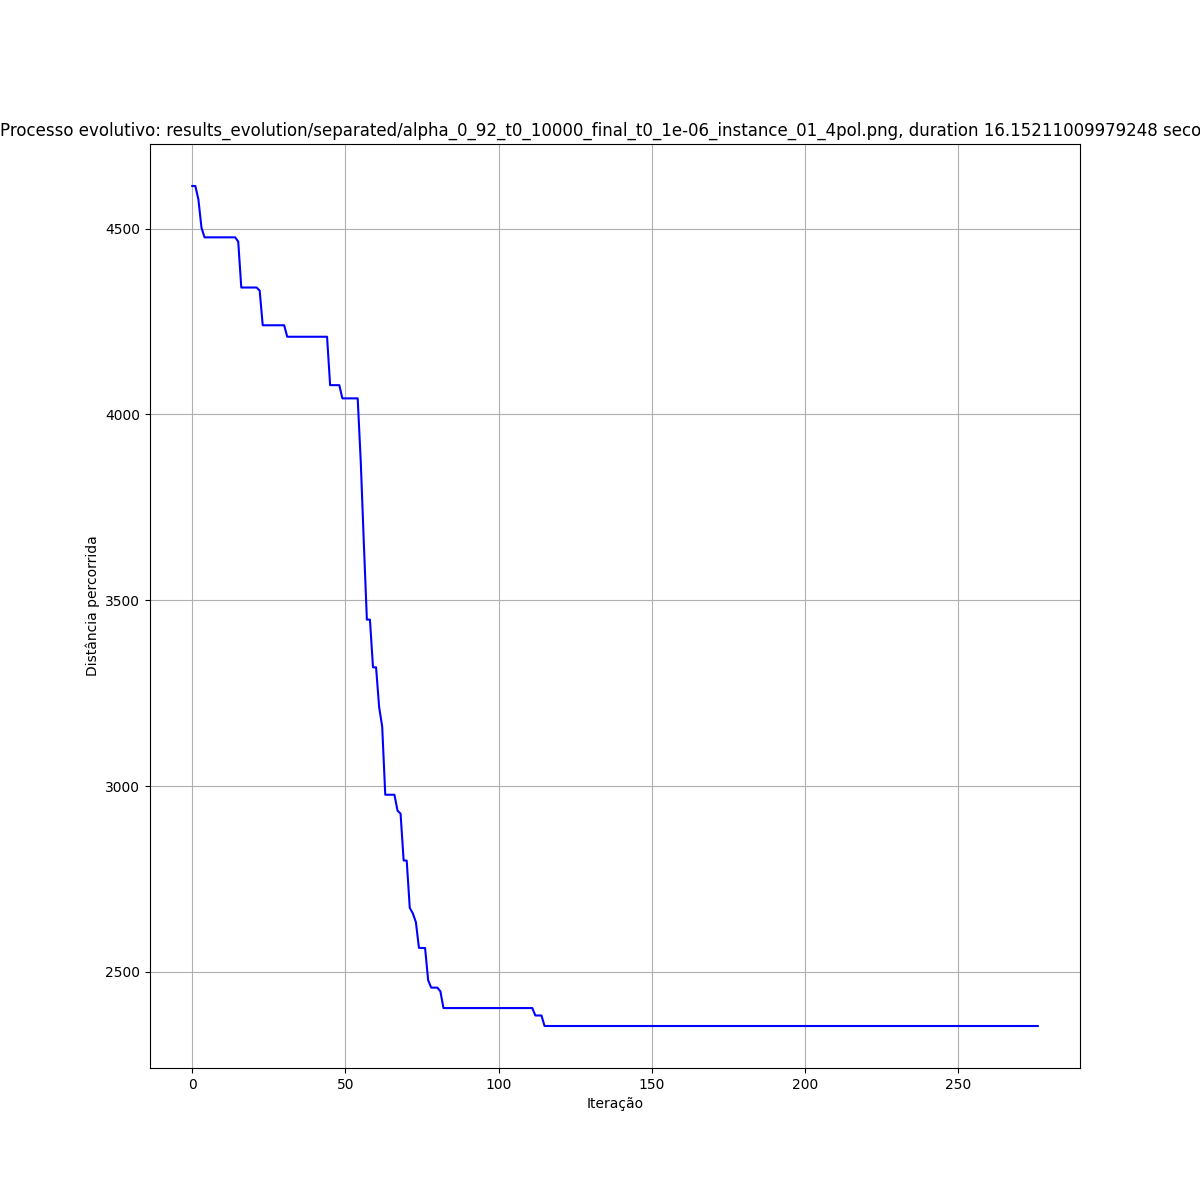 Processo evolutivo: results_evolution/separated/alpha_0_92_t0_10000_final_t0_1e-06_instance_01_4pol.png, duration 16.15211009979248 seco
4500
4000
3500
3000
2500
Distância percorrida
0 50 100 150 200 250
Iteração